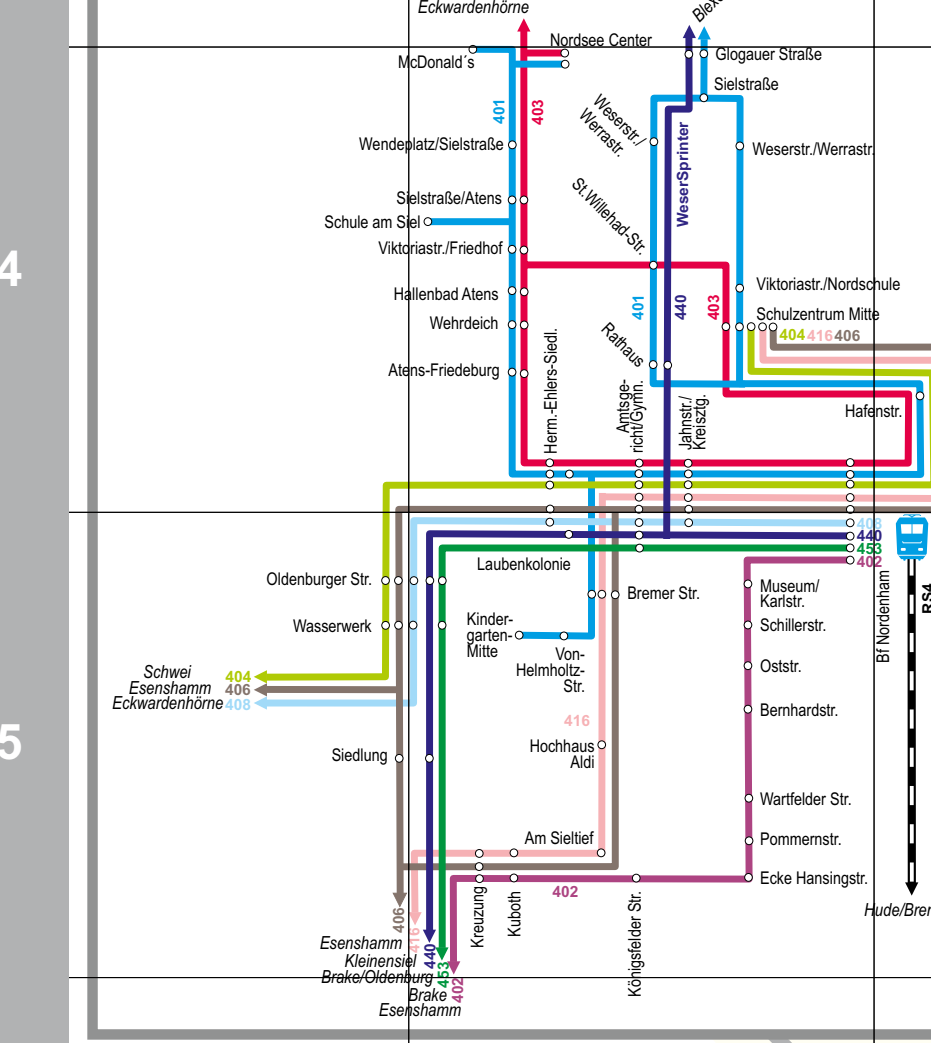 Eckwardenhörne
Nordsee Center
McDonald´s
Glogauer Straße
Sielstraße
401
403
Weserstr./
Werrastr.
WeserSprinter
Weserstr./Werrastr.
Wendeplatz/Sielstraße
Sielstraße/Atens
Schule am Siel
St.Willehad-Str.
Viktoriastr./Friedhof
4
Hallenbad Atens
Wehrdeich
401
440
403
Viktoriastr./Nordschule
Schulzentrum Mitte
404 416 406
Rathaus
Atens-Friedeburg
Herm.-Ehlers-Siedl.
Amtsge-
richt/Gymn.
Jahnstr./
Kreisztg.
Hafenstr.
408
440
453
402
Laubenkolonie
Oldenburger Str.
Wasserwerk
Bremer Str.
Kinder-
garten-
Mitte
Von-
Helmholtz-
Str.
Museum/
Karlstr.
Schillerstr.
Oststr.
Bernhardstr.
Bf Nordenham
RS4
Schwei
404
Esenshamm
406
Eckwardenhörne
408
5
416
Siedlung
Hochhaus
Aldi
Wartfelder Str.
Pommernstr.
Am Sieltief
Ecke Hansingstr.
402
Kreuzung
Kuboth
Königsfelder Str.
406
416
440
453
402
Esenshamm
Kleinensiel
Brake/Oldenburg
Brake
Esenshamm